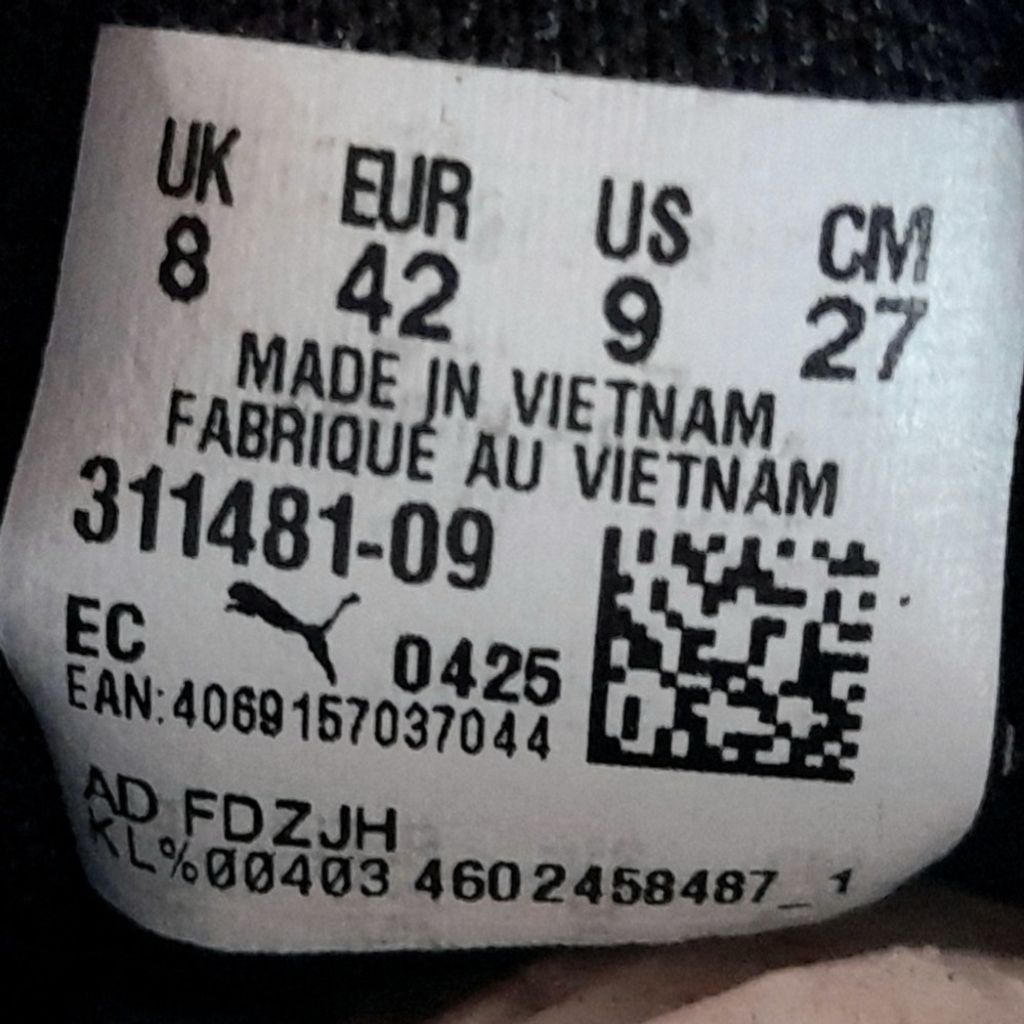 UK EUR US CM
8 42 9 27
MADE IN VIETNAM
FABRIQUÉ AU VIETNAM
311481-09
EC 0425
EAN:4069157037044
AD FDZJH
KL%00403 4602458487_1